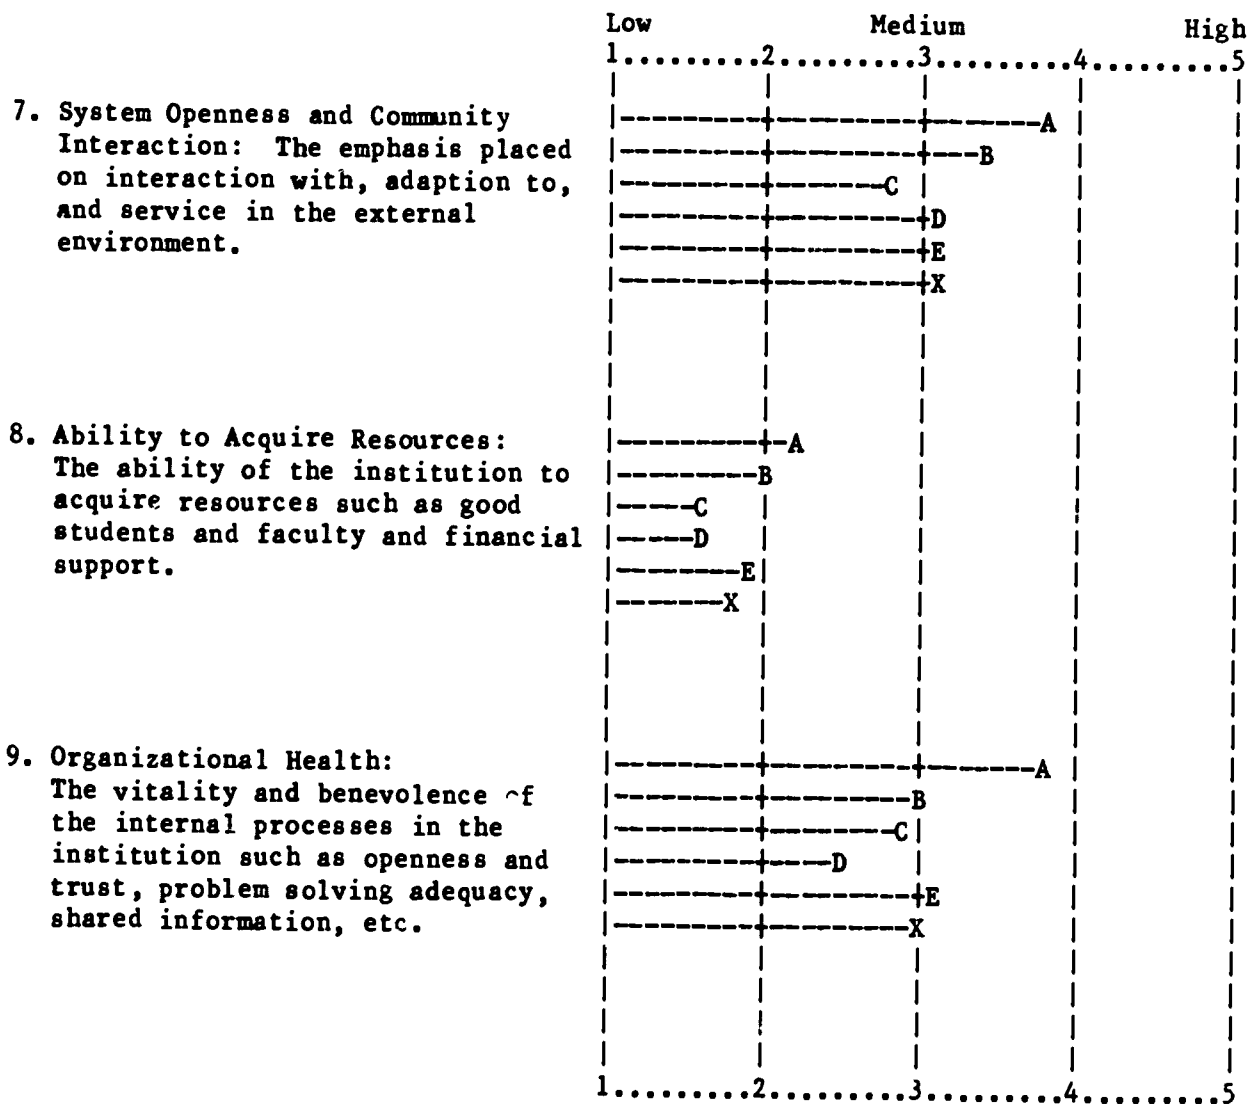 Low Medium High
1.........2.........3.........4.........5
7. System Openness and Community
Interaction: The emphasis placed
on interaction with, adaption to,
and service in the external
environment.
A
B
C
D
E
X
8. Ability to Acquire Resources:
The ability of the institution to
acquire resources such as good
students and faculty and financial
support.
A
B
C
D
E
X
9. Organizational Health:
The vitality and benevolence f
the internal processes in the
institution such as openness and
trust, problem solving adequacy,
shared information, etc.
A
B
C
D
E
X
1.........2.........3.........4.........5